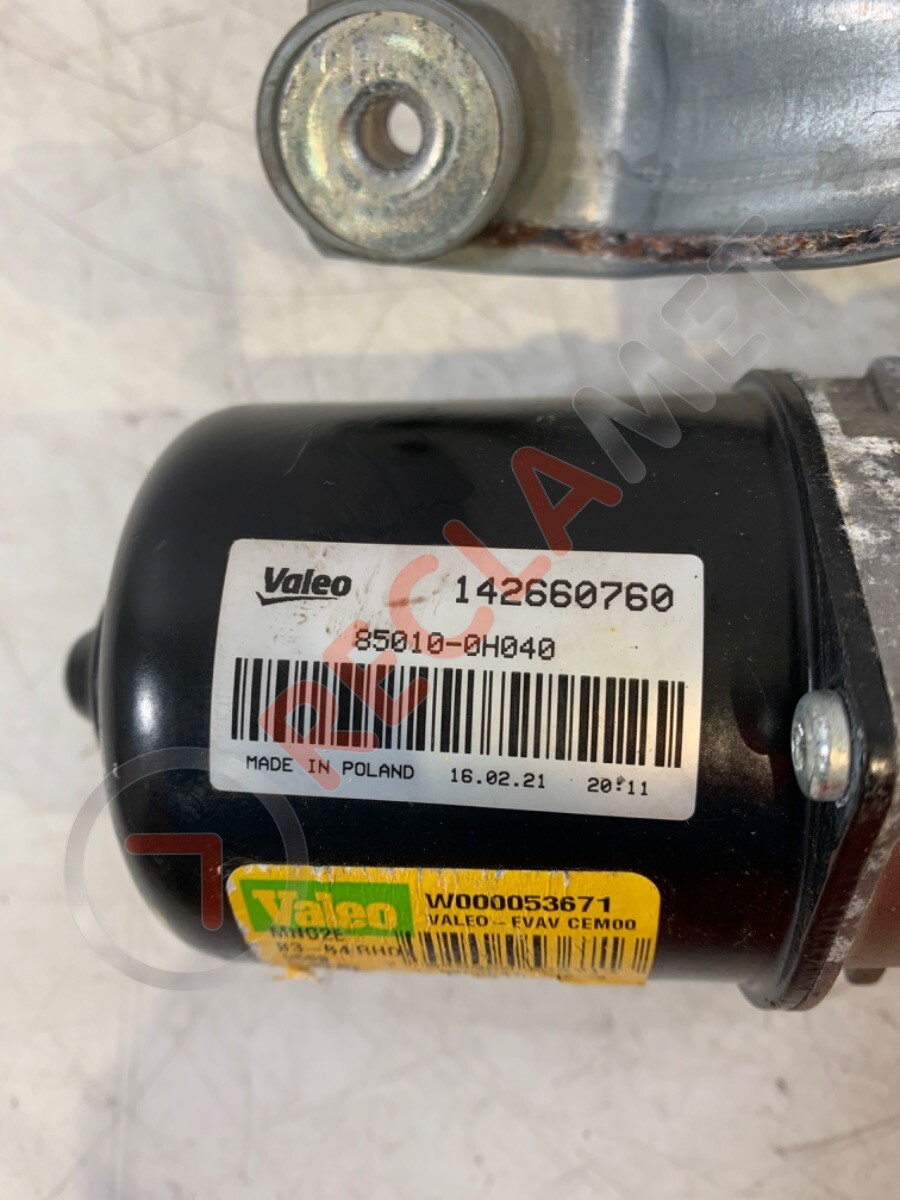 RECLAMET
Valeo 142660760
85010-0H040
MADE IN POLAND 16.02.21 20:11
Valeo W000053671
VALEO-EVAV CEM00